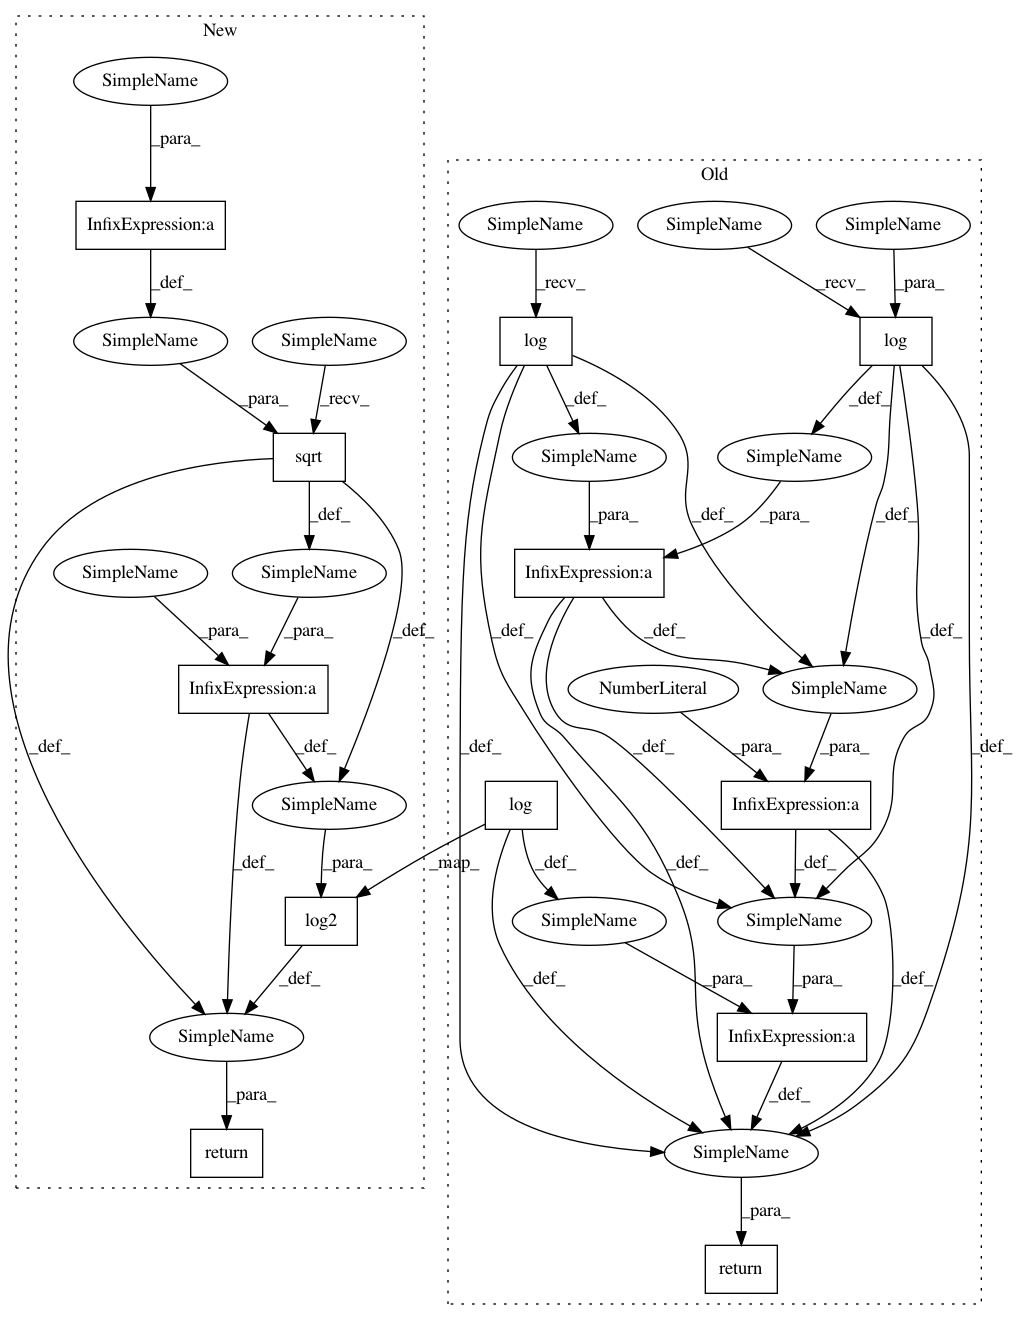 New
SimpleName
_para_
InfixExpression:a
_def_
SimpleName
SimpleName
_para_
_recv_
sqrt
_def_
SimpleName
SimpleName
_para_
_para_
_def_
InfixExpression:a
_def_
_def_
_def_
SimpleName
_para_
log2
_def_
SimpleName
_para_
return
_map_
Old
SimpleName
SimpleName
SimpleName
_recv_
_recv_
_para_
log
log
_def_
_def_
SimpleName
SimpleName
_para_
_para_
_def_
_def_
InfixExpression:a
_def_
_def_
_def_
NumberLiteral
SimpleName
_def_
_para_
_def_
_para_
_def_
log
InfixExpression:a
_def_
_def_
_def_
SimpleName
SimpleName
_def_
_para_
_para_
_def_
InfixExpression:a
_def_
SimpleName
_para_
return